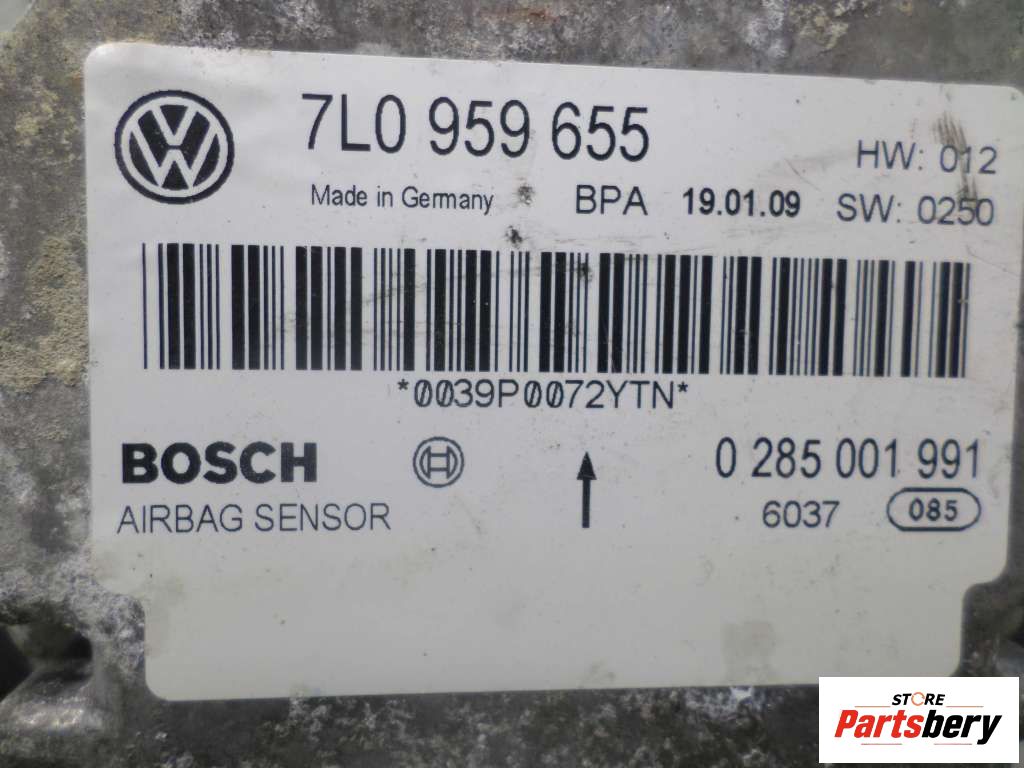 7L0 959 655
HW: 012
Made in Germany BPA 19.01.09 SW: 0250
*0039P0072YTN*
BOSCH 0 285 001 991
AIRBAG SENSOR 6037 085
STORE
Partsbery